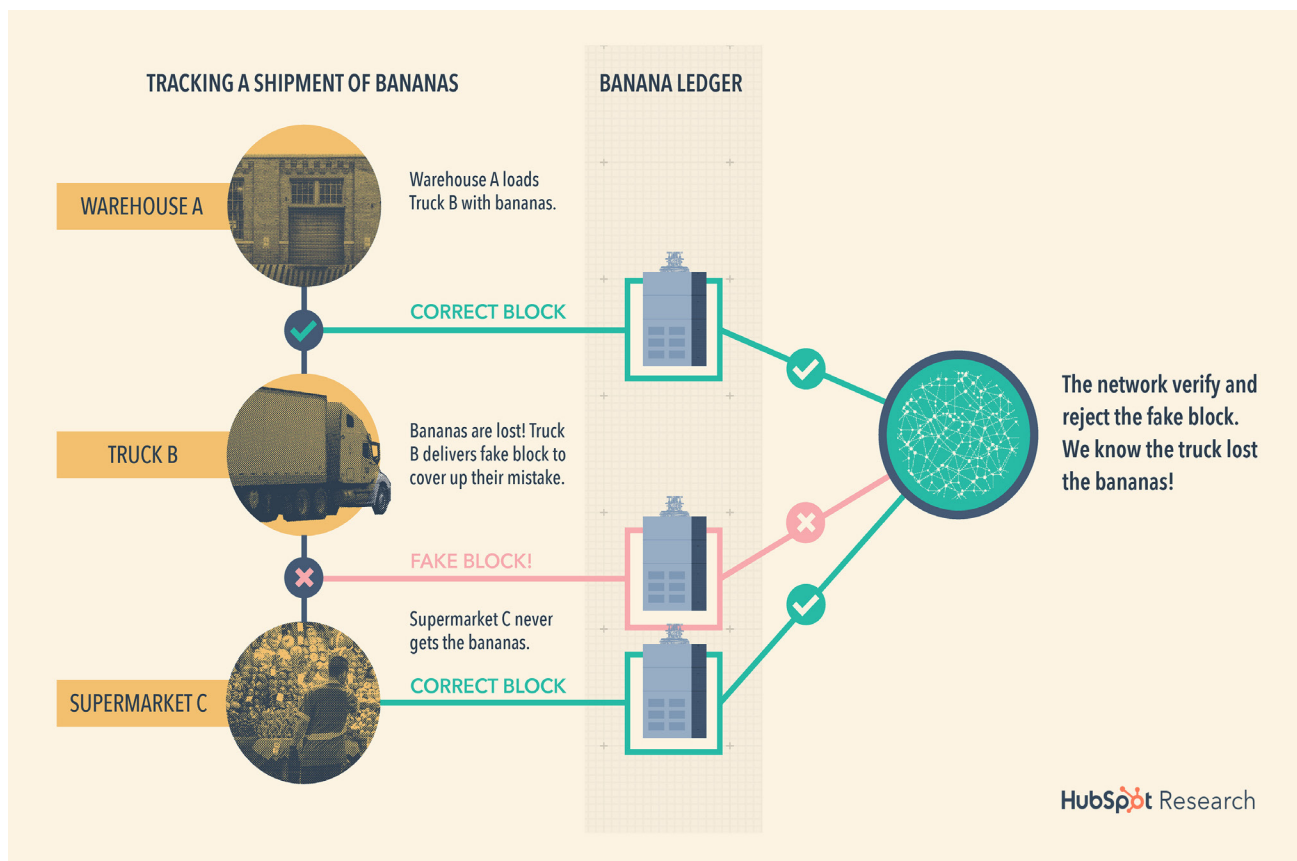 TRACKING A SHIPMENT OF BANANAS
BANANA LEDGER
WAREHOUSE A
Warehouse A loads
Truck B with bananas.
CORRECT BLOCK
TRUCK B
Bananas are lost! Truck
B delivers fake block to
cover up their mistake.
The network verify and
reject the fake block.
We know the truck lost
the bananas!
FAKE BLOCK!
Supermarket C never
gets the bananas.
CORRECT BLOCK
SUPERMARKET C
HubSpot Research